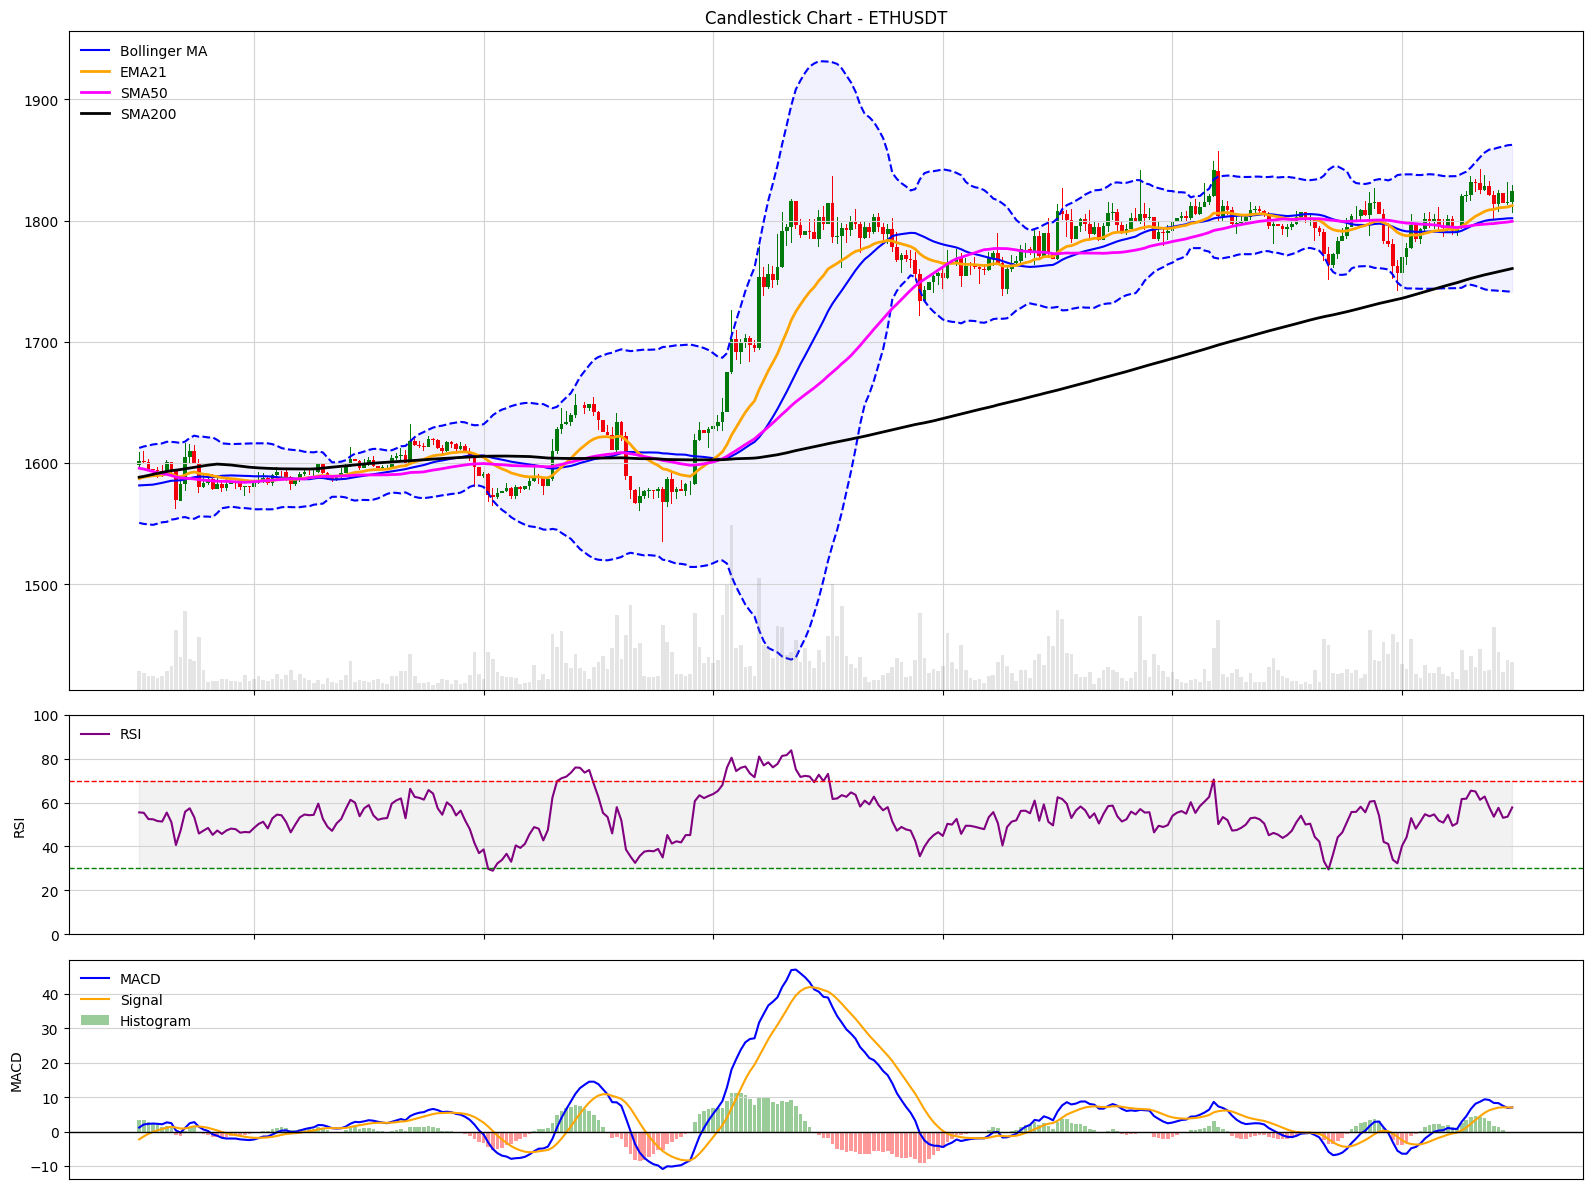 Candlestick Chart - ETHUSDT
Bollinger MA
EMA21
SMA50
SMA200
1900
1800
1700
1600
1500
RSI
100
80
60
40
20
0
RSI
MACD
Signal
Histogram
40
30
20
10
0
−10
MACD